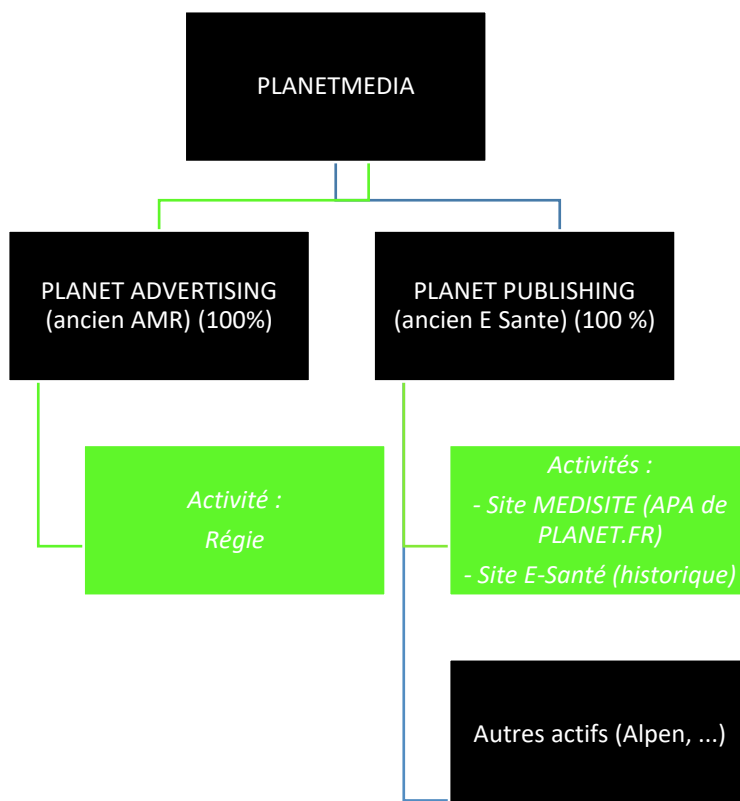 PLANETMEDIA
PLANET ADVERTISING
(ancien AMR) (100%)
PLANET PUBLISHING
(ancien E Sante) (100 %)
Activité :
Régie
Activités :
- Site MEDISITE (APA de
PLANET.FR)
- Site E-Santé (historique)
Autres actifs (Alpen, ...)